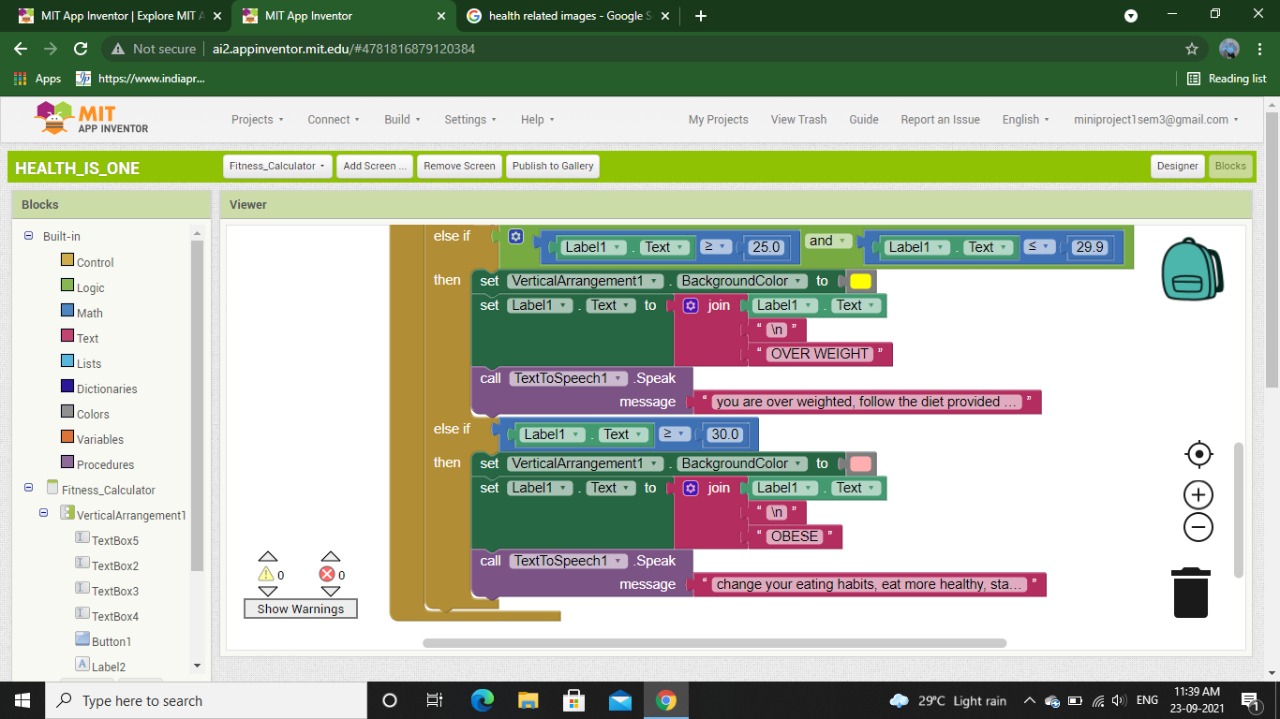 MIT App Inventor | Explore MIT A
MIT App Inventor
health related images - Google S
Not secure | ai2.appinventor.mit.edu/#4781816879120384
Apps https://www.indiapr...
Reading list
MIT
APP INVENTOR
Projects Connect Build Settings Help My Projects View Trash Guide Report an Issue English miniproject1sem3@gmail.com
HEALTH_IS_ONE Fitness_Calculator Add Screen ... Remove Screen Publish to Gallery Designer Blocks
Blocks
Built-in
Control
Logic
Math
Text
Lists
Dictionaries
Colors
Variables
Procedures
Fitness_Calculator
VerticalArrangement1
TextBox5
TextBox2
TextBox3
TextBox4
Button1
Label2
Viewer
else if Label1 . Text ≥ 25.0 and Label1 . Text ≤ 29.9
then set VerticalArrangement1 . BackgroundColor to
set Label1 . Text to join Label1 . Text
“ \n ”
“ OVER WEIGHT ”
call TextToSpeech1 .Speak
message “ you are over weighted, follow the diet provided ... ”
else if Label1 . Text ≥ 30.0
then set VerticalArrangement1 . BackgroundColor to
set Label1 . Text to join Label1 . Text
“ \n ”
“ OBESE ”
call TextToSpeech1 .Speak
message “ change your eating habits, eat more healthy, sta... ”
0 0
Show Warnings
Type here to search
29°C Light rain
ENG
11:39 AM
23-09-2021
1